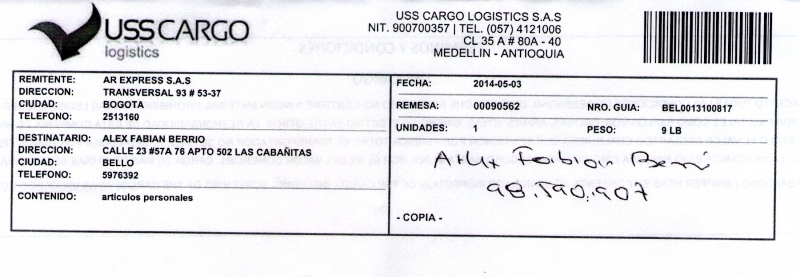 USSCARGO
logistics
USS CARGO LOGISTICS S.A.S
NIT. 900700357 | TEL. (057) 4121006
CL 35 A # 80A - 40
MEDELLIN - ANTIOQUIA
REMITENTE: AR EXPRESS S.A.S
DIRECCION: TRANSVERSAL 93 # 53-37
CIUDAD: BOGOTA
TELEFONO: 2513160
DESTINATARIO: ALEX FABIAN BERRIO
DIRECCION: CALLE 23 #57A 76 APTO 502 LAS CABAÑITAS
CIUDAD: BELLO
TELEFONO: 5976392
CONTENIDO: articulos personales
FECHA: 2014-05-03
REMESA: 00090562 NRO. GUIA: BEL0013100817
UNIDADES: 1 PESO: 9 LB
Fabian Berri
98.590.907
- COPIA -